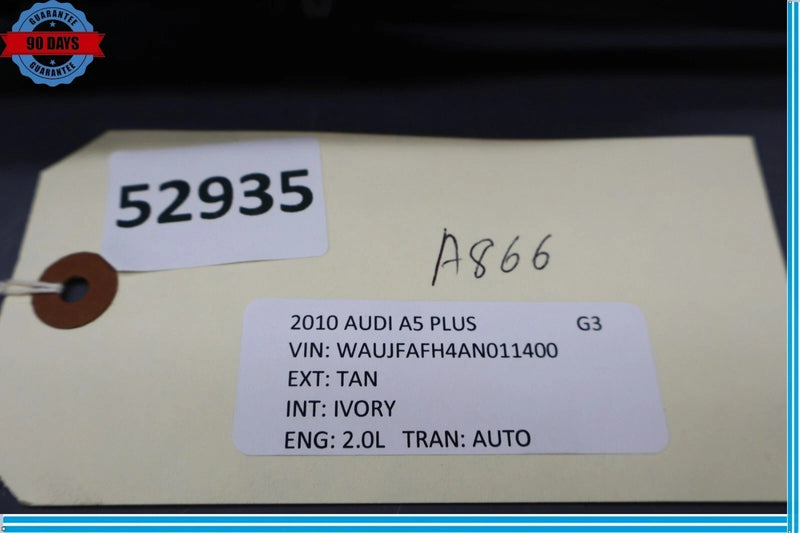 GUARANTEE
90 DAYS
GUARANTEE
52935
A866
2010 AUDI A5 PLUS G3
VIN: WAUJFAFH4AN011400
EXT: TAN
INT: IVORY
ENG: 2.0L TRAN: AUTO